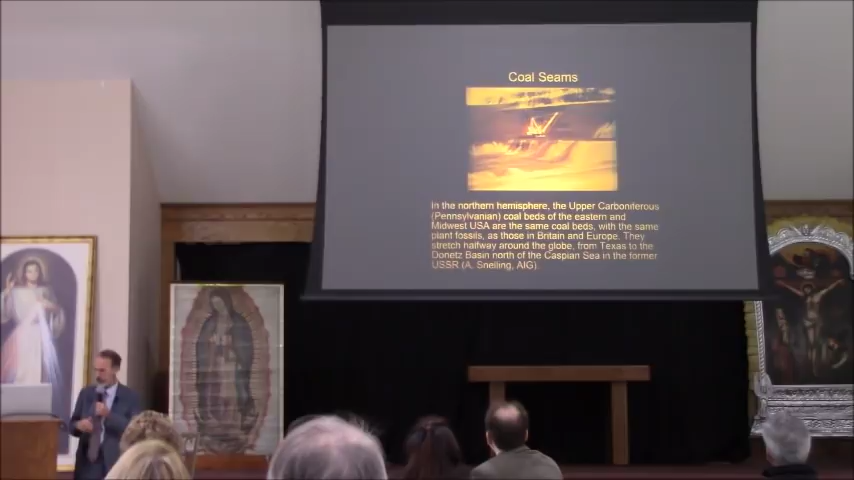 Coal Seams
In the northern hemisphere, the Upper Carboniferous
(Pennsylvanian) coal beds of the eastern and
Midwest USA are the same coal beds, with the same
plant fossils, as those in Britain and Europe. They
stretch halfway around the globe, from Texas to the
Donetz Basin north of the Caspian Sea in the former
USSR (A. Snelling, AIG).